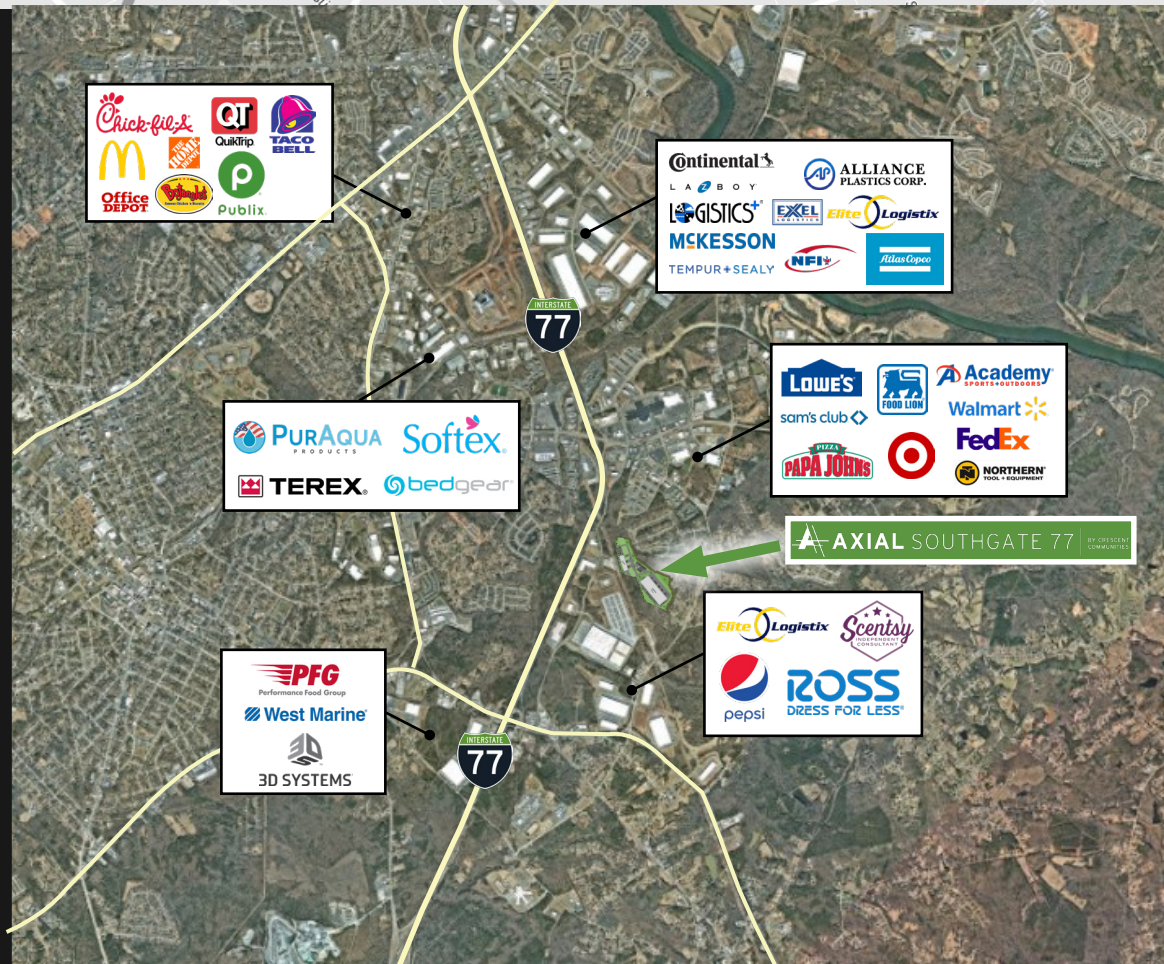 Chick-fil-A
QT
QuikTrip
TACO
BELL
THE
HOME
DEPOT
Office
DEPOT
Bojangles'
Publix
Continental
ALLIANCE
PLASTICS CORP.
LA Z BOY
LOGISTICS+
EXEL
LOGISTICS
Elite Logistix
McKESSON
TEMPUR+SEALY
NFI
Atlas Copco
INTERSTATE
77
LOWE'S
FOOD LION
Academy
SPORTS+OUTDOORS
sam's club
Walmart
FedEx
PIZZA
PAPA JOHNS
NORTHERN
TOOL + EQUIPMENT
PURAQUA
PRODUCTS
Softex
TEREX
bedgear
AXIAL SOUTHGATE 77
BY CRESCENT
COMMUNITIES
Elite Logistix
Scentsy
INDEPENDENT
CONSULTANT
pepsi
ROSS
DRESS FOR LESS
PFG
Performance Food Group
West Marine
3D SYSTEMS
INTERSTATE
77